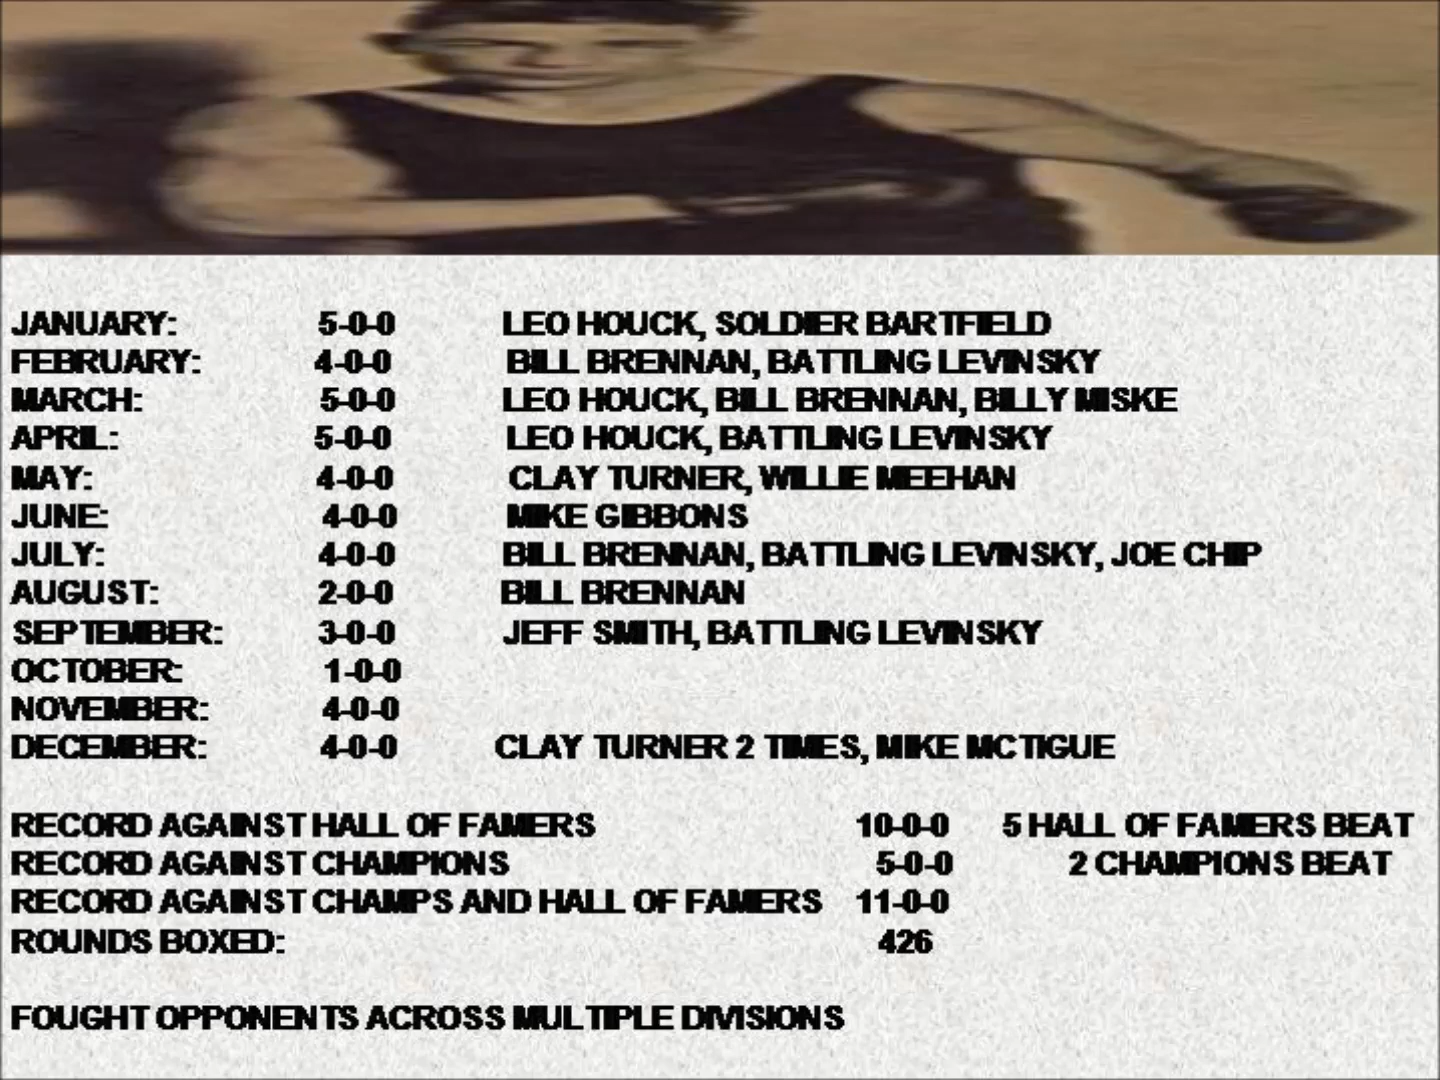 JANUARY: 5-0-0 LEO HOUCK, SOLDIER BARTFIELD
FEBRUARY: 4-0-0 BILL BRENNAN, BATTLING LEVINSKY
MARCH: 5-0-0 LEO HOUCK, BILL BRENNAN, BILLY MISKE
APRIL: 5-0-0 LEO HOUCK, BATTLING LEVINSKY
MAY: 4-0-0 CLAY TURNER, WILLIE MEEHAN
JUNE: 4-0-0 MIKE GIBBONS
JULY: 4-0-0 BILL BRENNAN, BATTLING LEVINSKY, JOE CHIP
AUGUST: 2-0-0 BILL BRENNAN
SEPTEMBER: 3-0-0 JEFF SMITH, BATTLING LEVINSKY
OCTOBER: 1-0-0
NOVEMBER: 4-0-0
DECEMBER: 4-0-0 CLAY TURNER 2 TIMES, MIKE MCTIGUE
RECORD AGAINST HALL OF FAMERS 10-0-0 5 HALL OF FAMERS BEAT
RECORD AGAINST CHAMPIONS 5-0-0 2 CHAMPIONS BEAT
RECORD AGAINST CHAMPS AND HALL OF FAMERS 11-0-0
ROUNDS BOXED: 426
FOUGHT OPPONENTS ACROSS MULTIPLE DIVISIONS